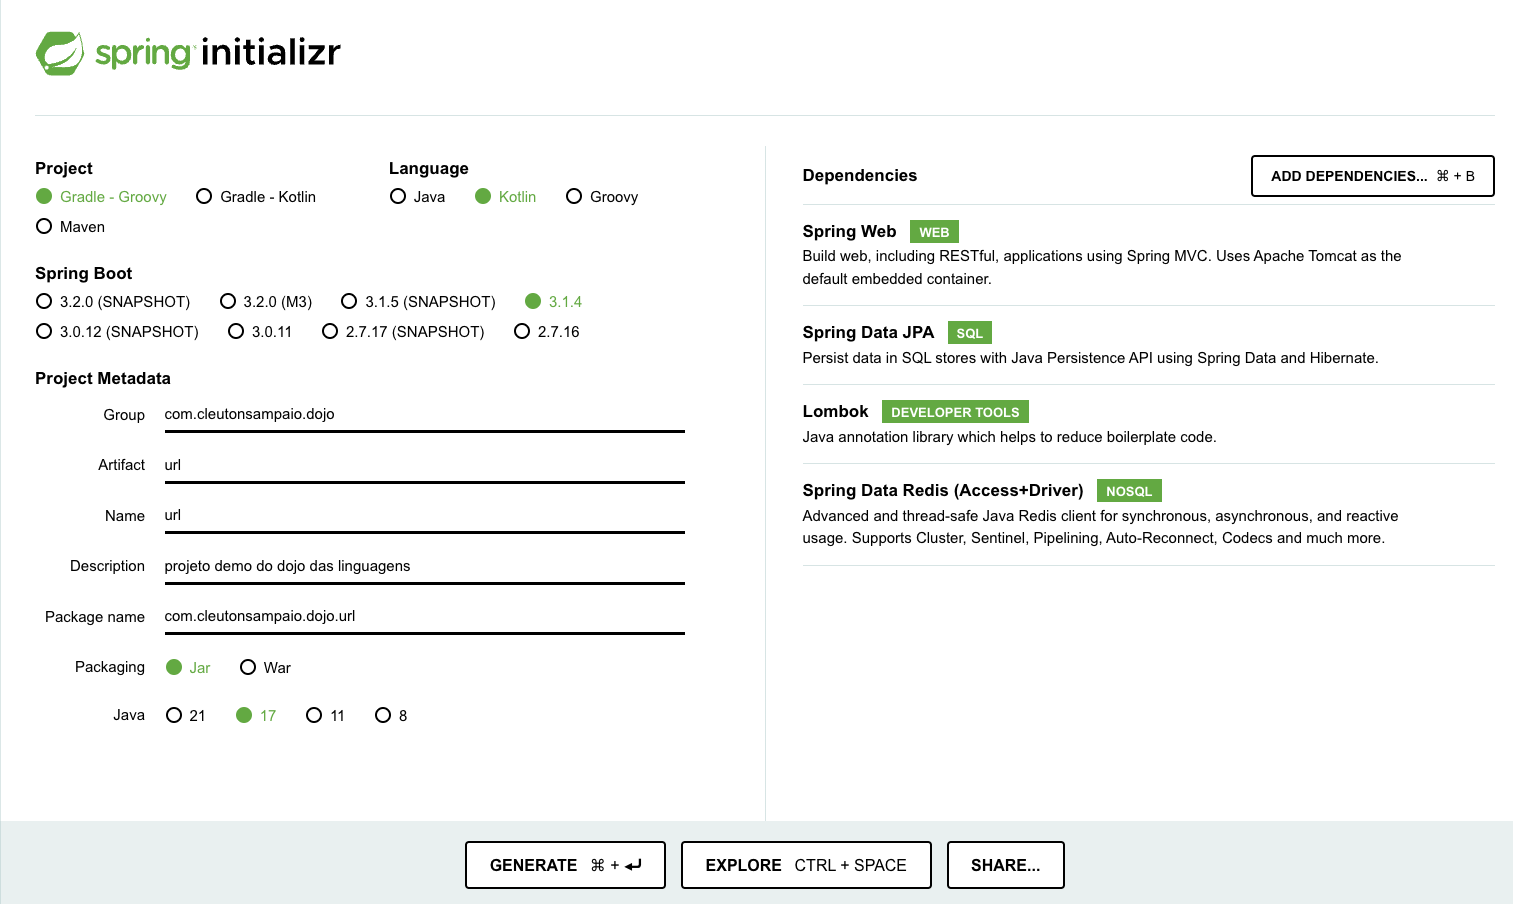 spring initializr
Project
Gradle - Groovy Gradle - Kotlin
Maven
Language
Java Kotlin Groovy
Spring Boot
3.2.0 (SNAPSHOT) 3.2.0 (M3) 3.1.5 (SNAPSHOT) 3.1.4
3.0.12 (SNAPSHOT) 3.0.11 2.7.17 (SNAPSHOT) 2.7.16
Project Metadata
Group com.cleutonsampaio.dojo
Artifact url
Name url
Description projeto demo do dojo das linguagens
Package name com.cleutonsampaio.dojo.url
Packaging Jar War
Java 21 17 11 8
Dependencies ADD DEPENDENCIES... ⌘ + B
Spring Web WEB
Build web, including RESTful, applications using Spring MVC. Uses Apache Tomcat as the
default embedded container.
Spring Data JPA SQL
Persist data in SQL stores with Java Persistence API using Spring Data and Hibernate.
Lombok DEVELOPER TOOLS
Java annotation library which helps to reduce boilerplate code.
Spring Data Redis (Access+Driver) NOSQL
Advanced and thread-safe Java Redis client for synchronous, asynchronous, and reactive
usage. Supports Cluster, Sentinel, Pipelining, Auto-Reconnect, Codecs and much more.
GENERATE ⌘ + ⏎ EXPLORE CTRL + SPACE SHARE...